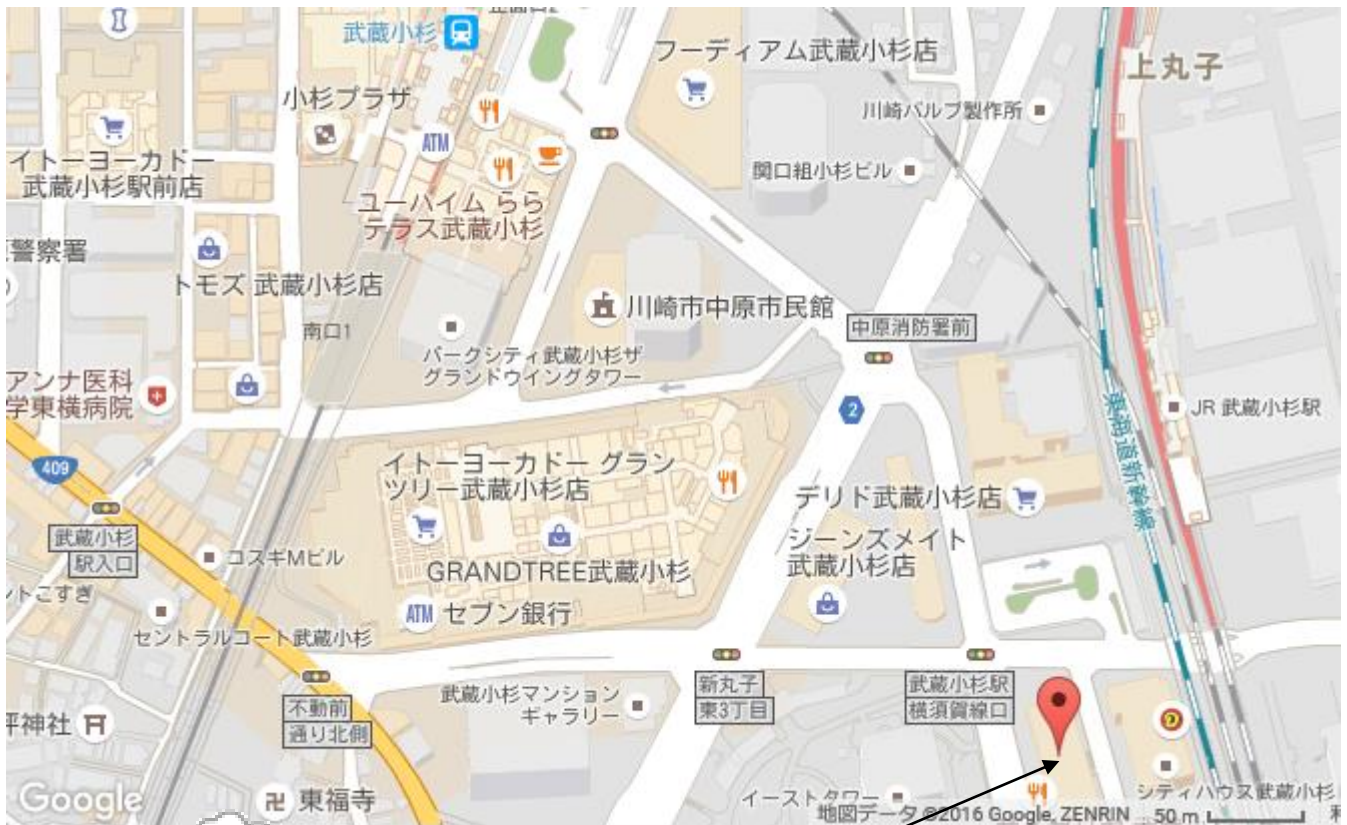 武蔵小杉
フーディアム武蔵小杉店
上丸子
小杉プラザ
川崎バルブ製作所
ATM
イトーヨーカドー
武蔵小杉駅前店
関口組小杉ビル
ユーハイム らら
テラス武蔵小杉
警察署
トモズ 武蔵小杉店
川崎市中原市民館
南口1
中原消防署前
パークシティ武蔵小杉ザ
グランドウイングタワー
アンナ医科
学東横病院
2
JR 武蔵小杉駅
東海道新幹線
409
イトーヨーカドー グラン
ツリー武蔵小杉店
デリド武蔵小杉店
武蔵小杉
駅入口
コスギMビル
ジーンズメイト
武蔵小杉店
GRANDTREE武蔵小杉
ントこすぎ
ATM セブン銀行
セントラルコート武蔵小杉
武蔵小杉マンション
ギャラリー
新丸子
東3丁目
武蔵小杉駅
横須賀線口
不動前
通り北側
坪神社
Google
東福寺
イーストタワー
シティハウス武蔵小杉
地図データ ©2016 Google, ZENRIN
50 m